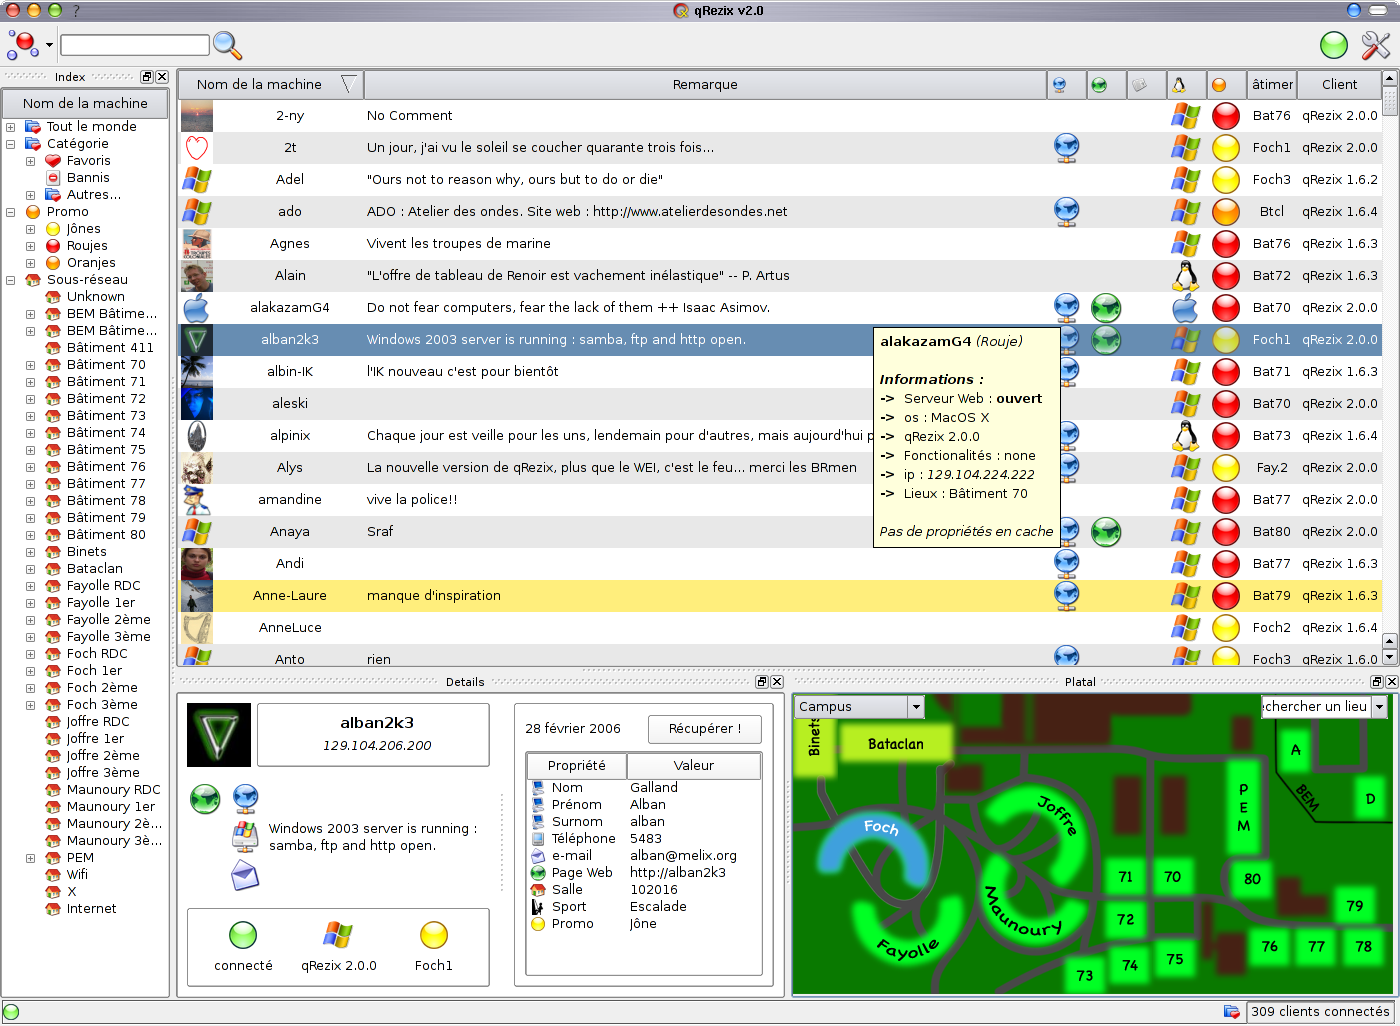 ?
qRezix v2.0
Index
Nom de la machine
Tout le monde
Catégorie
Favoris
Bannis
Autres...
Promo
Jônes
Roujes
Oranjes
Sous-réseau
Unknown
BEM Bâtime...
BEM Bâtime...
Bâtiment 411
Bâtiment 70
Bâtiment 71
Bâtiment 72
Bâtiment 73
Bâtiment 74
Bâtiment 75
Bâtiment 76
Bâtiment 77
Bâtiment 78
Bâtiment 79
Bâtiment 80
Binets
Bataclan
Fayolle RDC
Fayolle 1er
Fayolle 2ème
Fayolle 3ème
Foch RDC
Foch 1er
Foch 2ème
Foch 3ème
Joffre RDC
Joffre 1er
Joffre 2ème
Joffre 3ème
Maunoury RDC
Maunoury 1er
Maunoury 2è...
Maunoury 3è...
PEM
Wifi
X
Internet
Nom de la machine Remarque âtimer Client
2-ny No Comment Bat76 qRezix 2.0.0
2t Un jour, j'ai vu le soleil se coucher quarante trois fois... Foch1 qRezix 2.0.0
Adel "Ours not to reason why, ours but to do or die" Foch3 qRezix 1.6.2
ado ADO : Atelier des ondes. Site web : http://www.atelierdesondes.net Btcl qRezix 1.6.4
Agnes Vivent les troupes de marine Bat76 qRezix 1.6.3
Alain "L'offre de tableau de Renoir est vachement inélastique" -- P. Artus Bat72 qRezix 1.6.3
alakazamG4 Do not fear computers, fear the lack of them ++ Isaac Asimov. Bat70 qRezix 2.0.0
alban2k3 Windows 2003 server is running : samba, ftp and http open. Foch1 qRezix 2.0.0
albin-IK l'IK nouveau c'est pour bientôt Bat71 qRezix 1.6.3
aleski Bat70 qRezix 2.0.0
alpinix Chaque jour est veille pour les uns, lendemain pour d'autres, mais aujourd'hui p Bat73 qRezix 1.6.4
Alys La nouvelle version de qRezix, plus que le WEI, c'est le feu... merci les BRmen Fay.2 qRezix 2.0.0
amandine vive la police!! Bat77 qRezix 2.0.0
Anaya Sraf Bat80 qRezix 2.0.0
Andi Bat77 qRezix 1.6.3
Anne-Laure manque d'inspiration Bat79 qRezix 1.6.3
AnneLuce Foch2 qRezix 1.6.4
Anto rien Foch3 qRezix 1.6.0
alakazamG4 (Rouje)
Informations :
-> Serveur Web : ouvert
-> os : MacOS X
-> qRezix 2.0.0
-> Fonctionalités : none
-> ip : 129.104.224.222
-> Lieux : Bâtiment 70
Pas de propriétés en cache
Details
alban2k3
129.104.206.200
Windows 2003 server is running :
samba, ftp and http open.
connecté qRezix 2.0.0 Foch1
28 février 2006 Récupérer !
Propriété Valeur
Nom Galland
Prénom Alban
Surnom alban
Téléphone 5483
e-mail alban@melix.org
Page Web http://alban2k3
Salle 102016
Sport Escalade
Promo Jône
Platal
Campus
chercher un lieu
Binets
Bataclan
A
D
BEM
PEM
Joffre
Foch
Maunoury
Fayolle
71
70
80
72
79
76
77
78
75
74
73
309 clients connectés